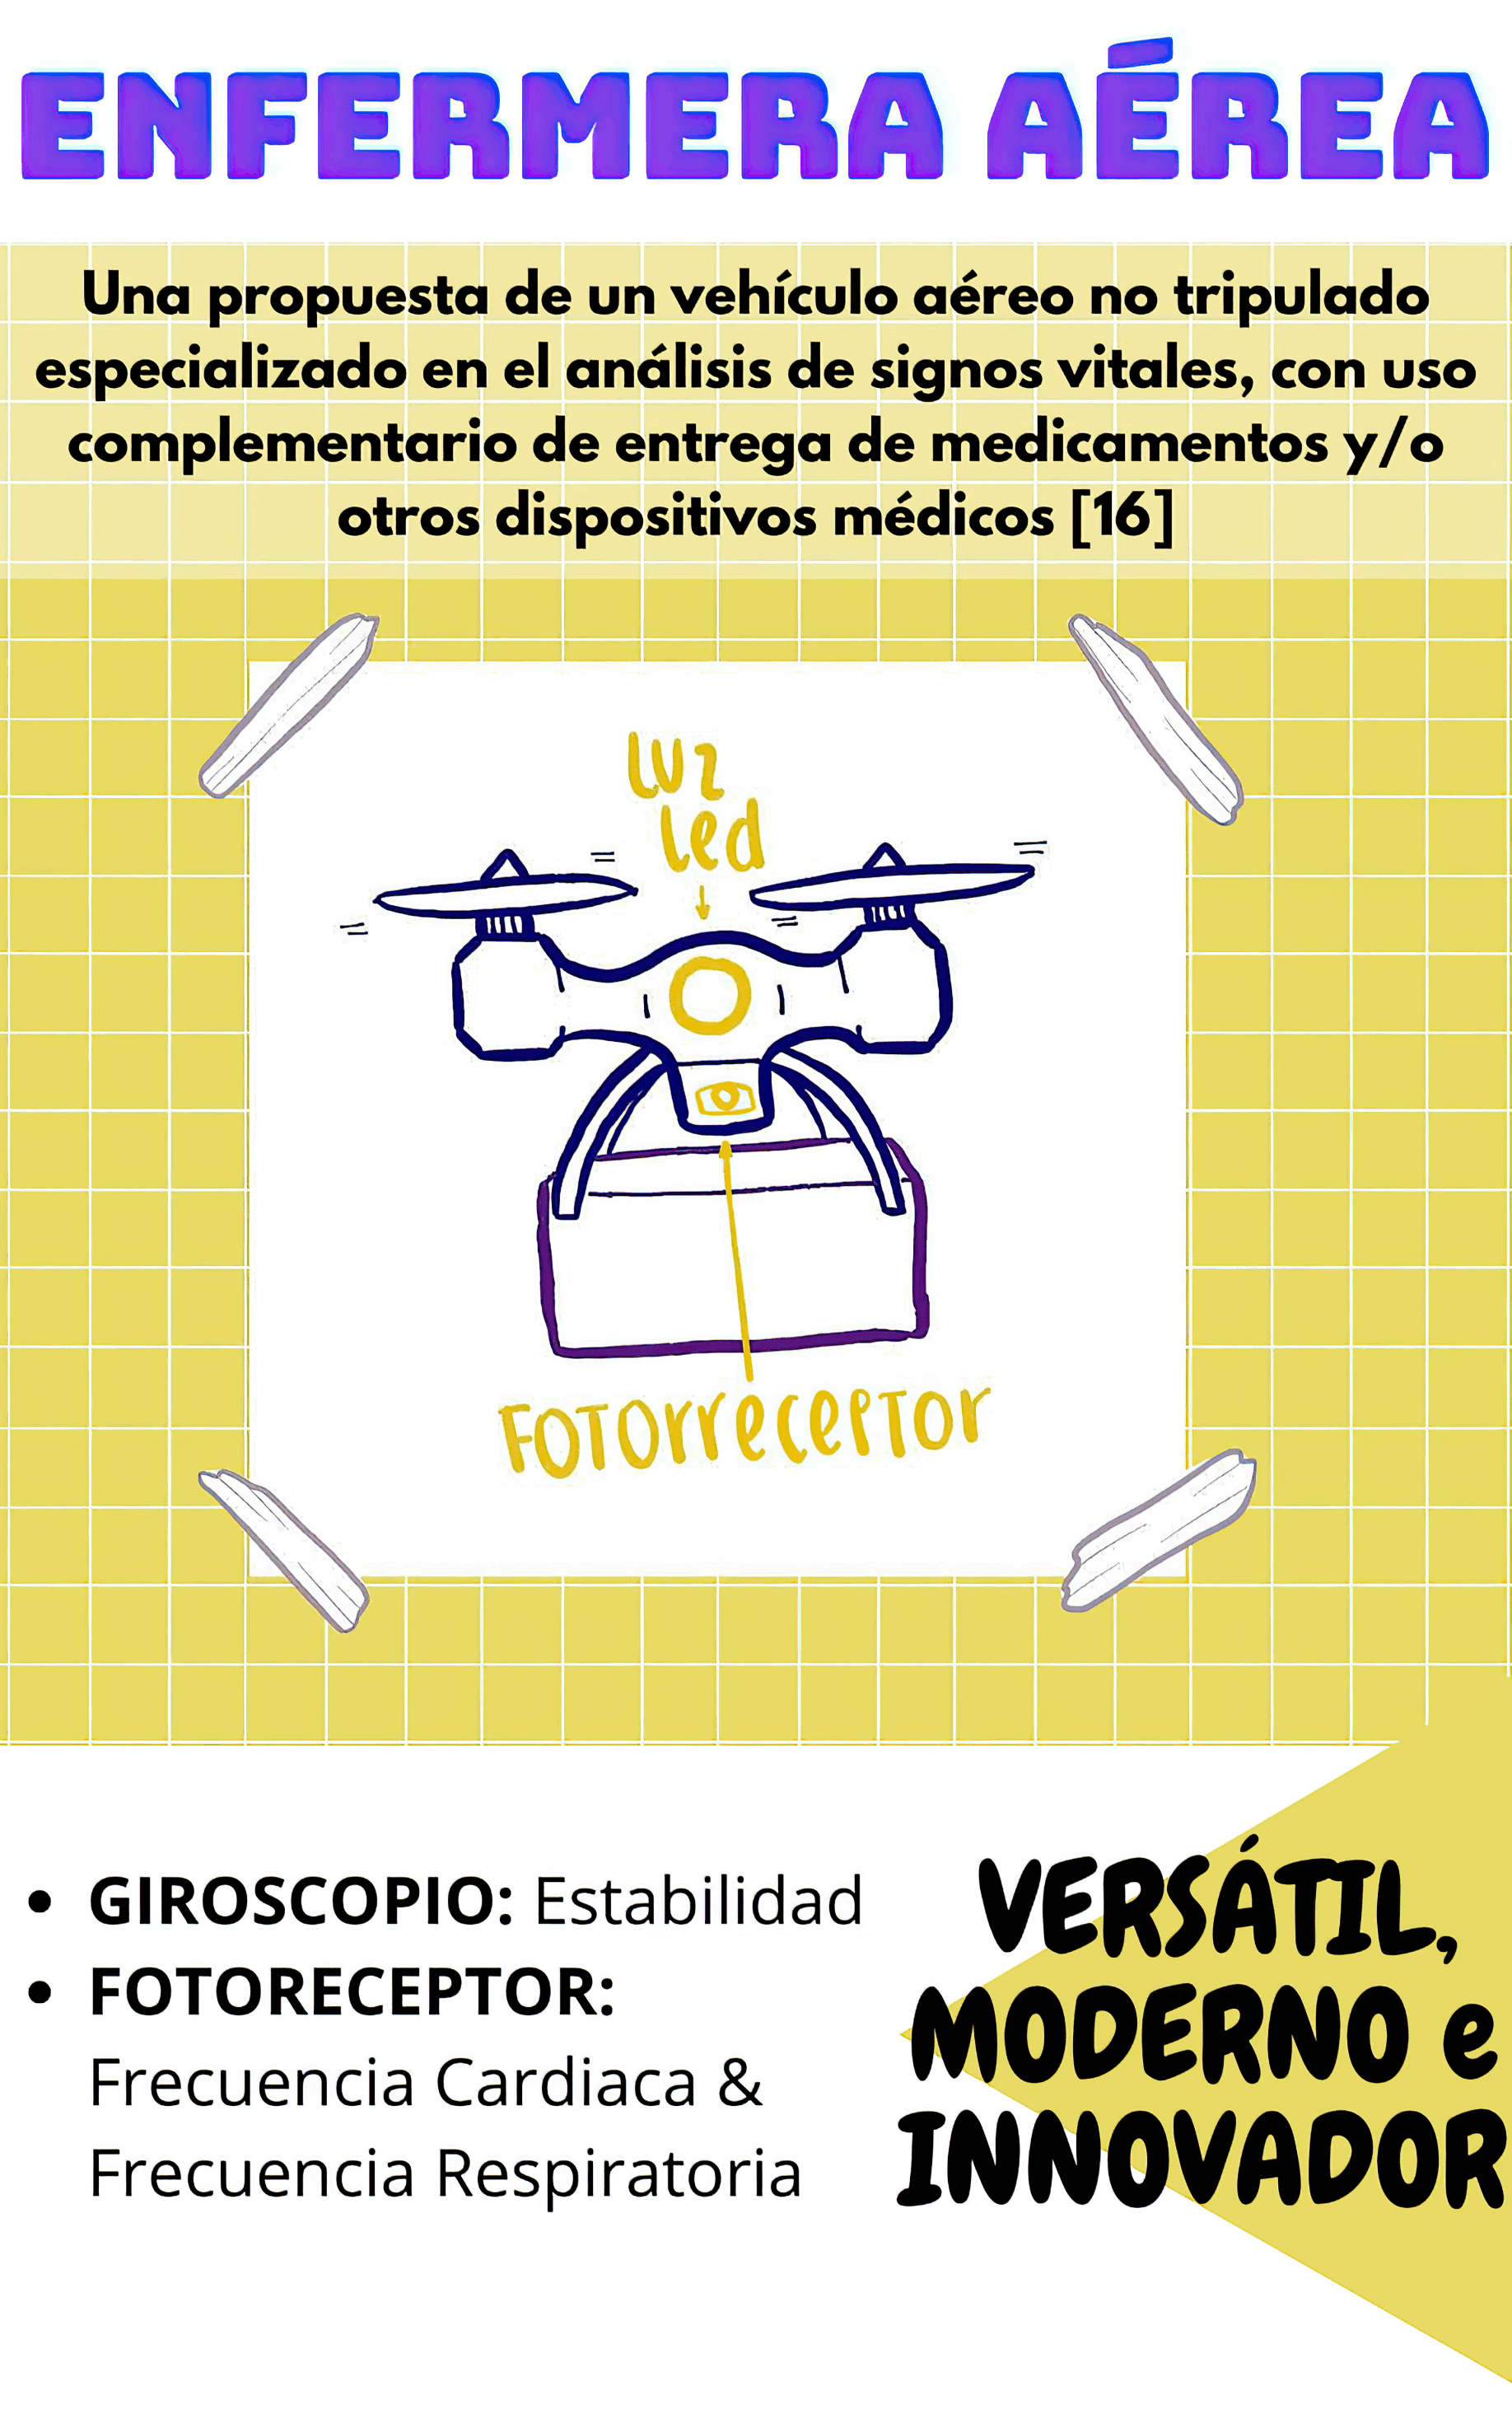 ENFERMERA AÉREA
Una propuesta de un vehículo aéreo no tripulado
especializado en el análisis de signos vitales, con uso
complementario de entrega de medicamentos y/o
otros dispositivos médicos [16]
luz
led
FOTOrreceptor
• GIROSCOPIO: Estabilidad
• FOTORECEPTOR:
Frecuencia Cardiaca &
Frecuencia Respiratoria
VERSÁTIL,
MODERNO e
INNOVADOR